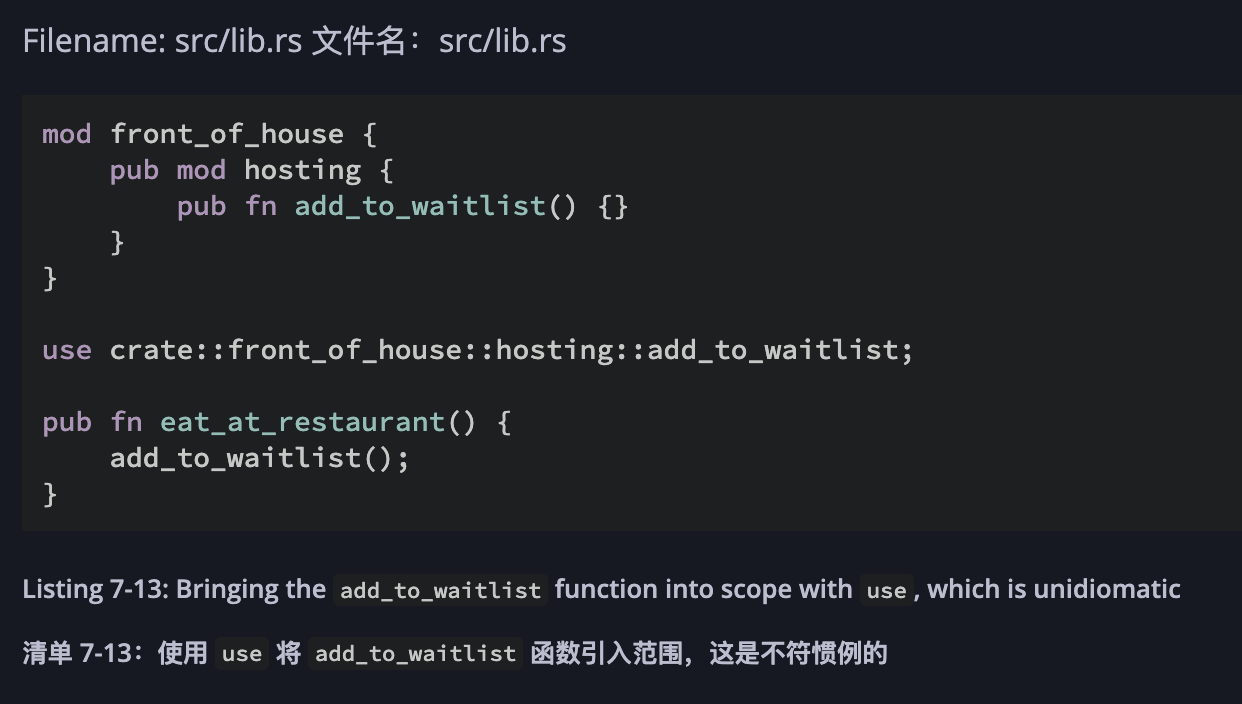 Filename: src/lib.rs 文件名：src/lib.rs
mod front_of_house {
    pub mod hosting {
        pub fn add_to_waitlist() {}
    }
}
use crate::front_of_house::hosting::add_to_waitlist;
pub fn eat_at_restaurant() {
    add_to_waitlist();
}
Listing 7-13: Bringing the add_to_waitlist function into scope with use, which is unidiomatic
清单 7-13：使用 use 将 add_to_waitlist 函数引入范围，这是不符惯例的